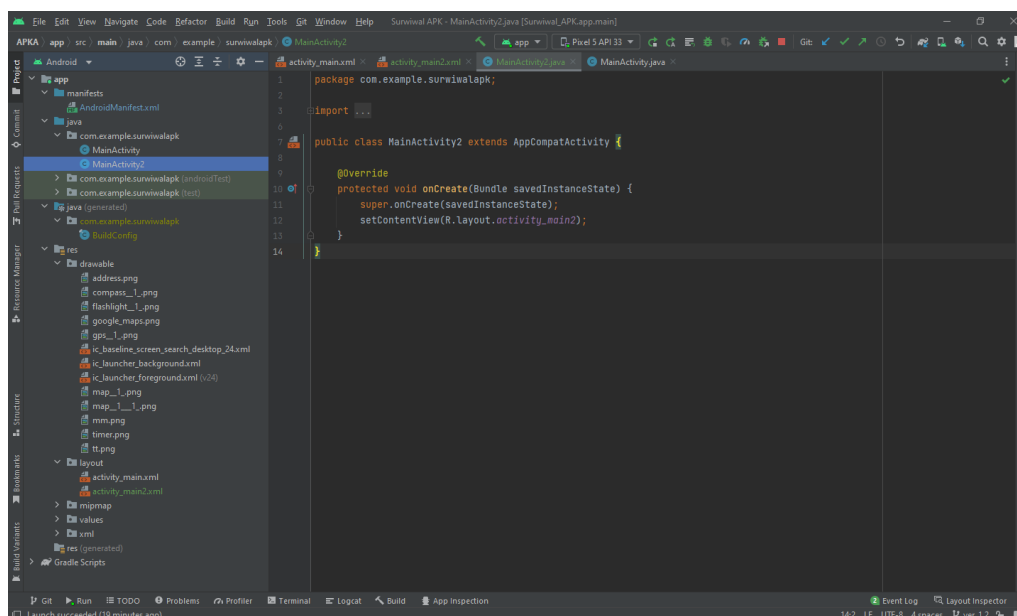 File Edit View Navigate Code Refactor Build Run Tools Git Window Help Surwiwal APK - MainActivity2.java [Surwiwal_APK.app.main]
APKA app src main java com example surwiwalapk MainActivity2 app Pixel 5 API 33 Git:
Project Android activity_main.xml activity_main2.xml MainActivity2.java MainActivity.java
app
manifests
AndroidManifest.xml
java
com.example.surwiwalapk
MainActivity
MainActivity2
com.example.surwiwalapk (androidTest)
com.example.surwiwalapk (test)
java (generated)
com.example.surwiwalapk
BuildConfig
res
drawable
address.png
compass__1_.png
flashlight__1_.png
google_maps.png
gps__1_.png
ic_baseline_screen_search_desktop_24.xml
ic_launcher_background.xml
ic_launcher_foreground.xml (v24)
map__1_.png
map__1___1_.png
mm.png
timer.png
tt.png
layout
activity_main.xml
activity_main2.xml
mipmap
values
xml
res (generated)
Gradle Scripts
Commit
Pull Requests
Resource Manager
Structure
Bookmarks
Build Variants
1 package com.example.surwiwalapk;
2
3 import ...
6
7 public class MainActivity2 extends AppCompatActivity {
8
9 @Override
10 protected void onCreate(Bundle savedInstanceState) {
11 super.onCreate(savedInstanceState);
12 setContentView(R.layout.activity_main2);
13 }
14 }
Git Run TODO Problems Profiler Terminal Logcat Build App Inspection 2 Event Log Layout Inspector
Launch succeeded (19 minutes ago) 14:2 LF UTF-8 4 spaces ver 1.2